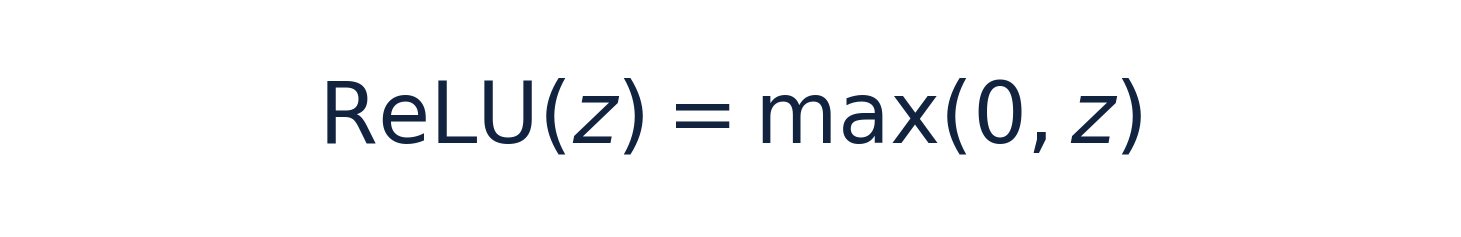 ReLU(z) = max(0, z)